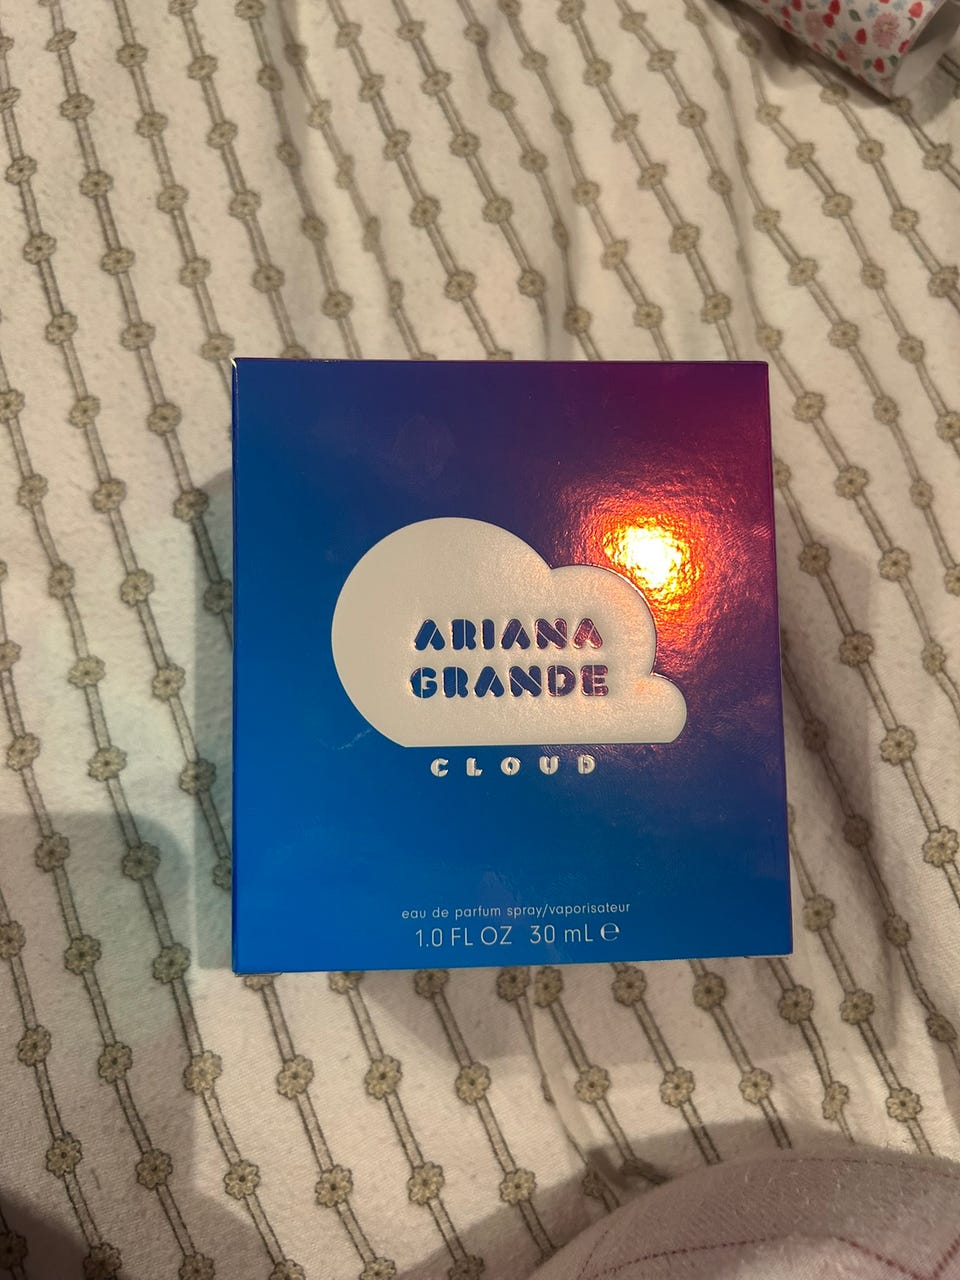 ARIANA
GRANDE
CLOUD
eau de parfum spray/vaporisateur
1.0 FL OZ 30 mL ℮